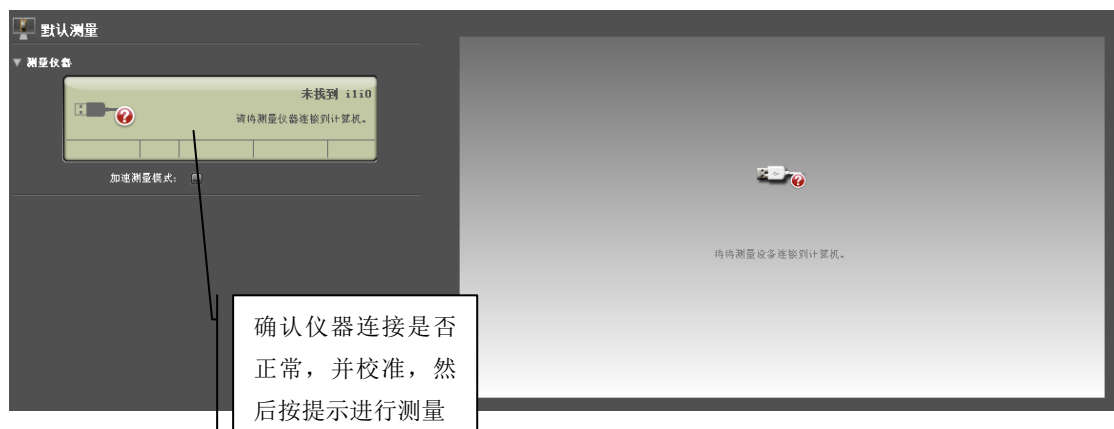 默认测量
测量仪器
未找到 i1iO
请将测量仪器连接到计算机。
加速测量模式:
将将测量设备连接到计算机。
确认仪器连接是否
正常，并校准，然
后按提示进行测量